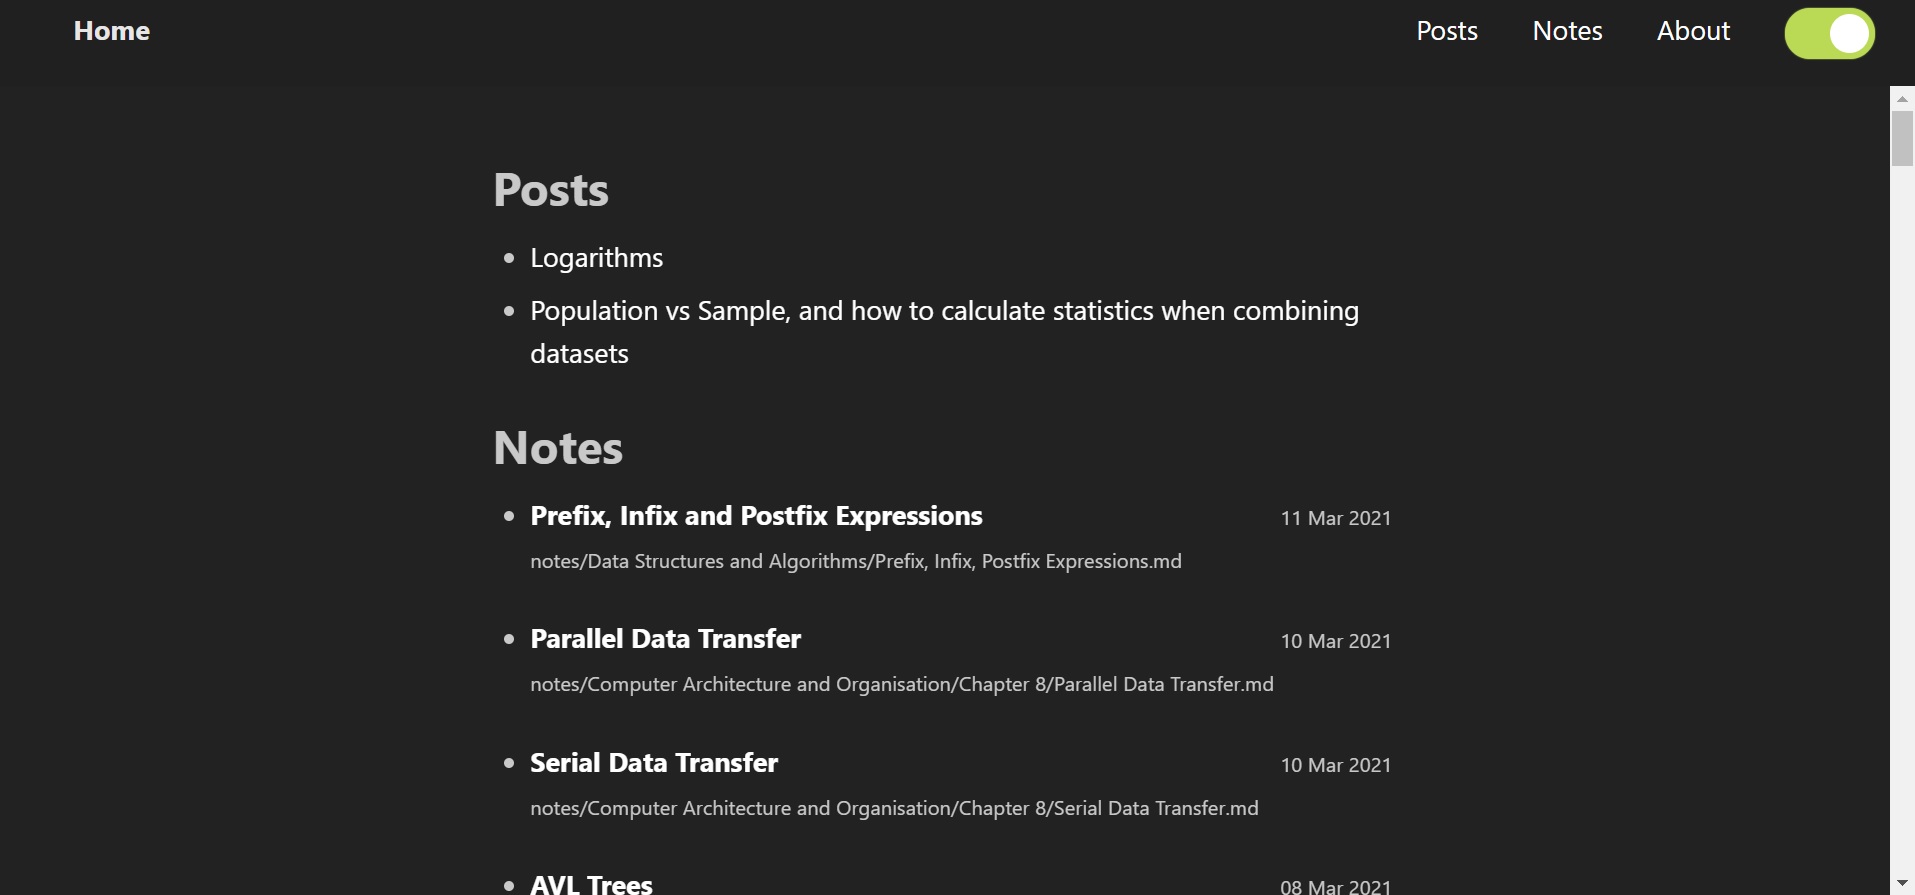 Home
Posts Notes About
Posts
Logarithms
Population vs Sample, and how to calculate statistics when combining
datasets
Notes
Prefix, Infix and Postfix Expressions 11 Mar 2021
notes/Data Structures and Algorithms/Prefix, Infix, Postfix Expressions.md
Parallel Data Transfer 10 Mar 2021
notes/Computer Architecture and Organisation/Chapter 8/Parallel Data Transfer.md
Serial Data Transfer 10 Mar 2021
notes/Computer Architecture and Organisation/Chapter 8/Serial Data Transfer.md
AVL Trees 08 Mar 2021